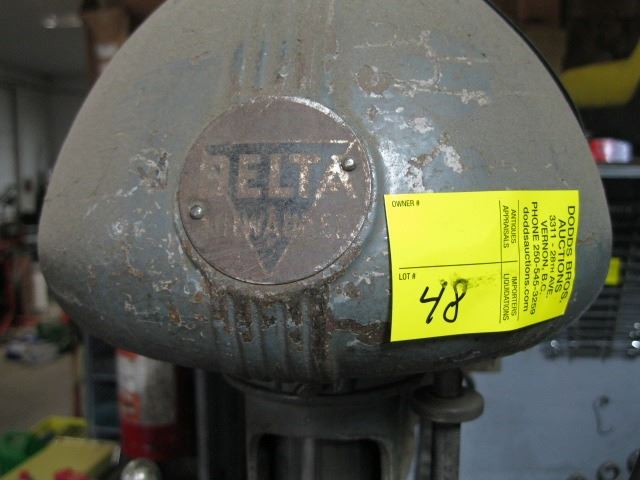 DELTA
MILWAUKEE
OWNER #
ANTIQUES
APPRAISALS
LOT #
48
IMPORTERS
LIQUIDATIONS
DODDS BROS.
AUCTIONS
3311 - 28TH AVE.
VERNON, B.C.
PHONE 250-545-3259
doddsauctions.com